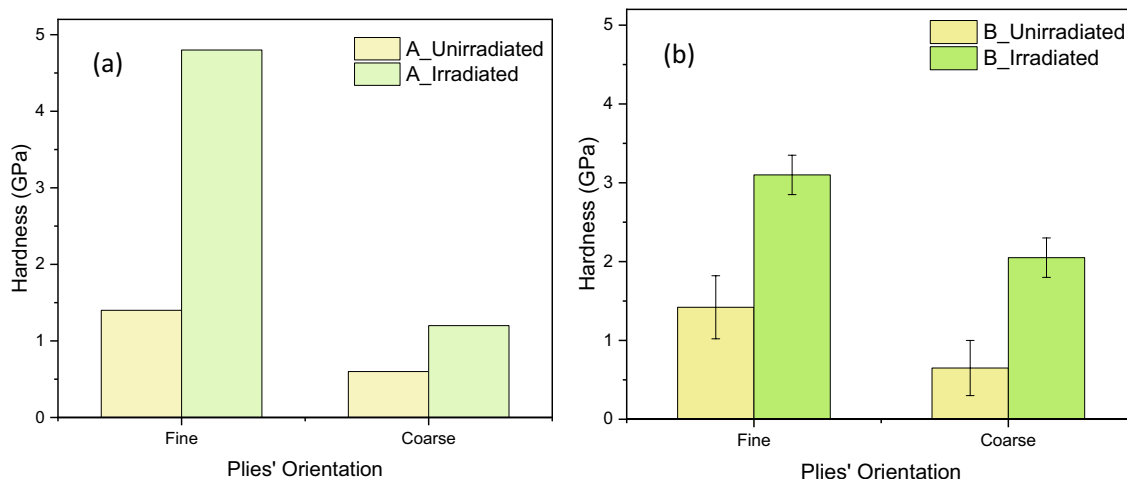 (a)
A_Unirradiated
A_Irradiated
5
4
3
2
1
0
Hardness (GPa)
Fine
Coarse
Plies' Orientation
(b)
B_Unirradiated
B_Irradiated
5
4
3
2
1
0
Hardness (GPa)
Fine
Coarse
Plies' Orientation